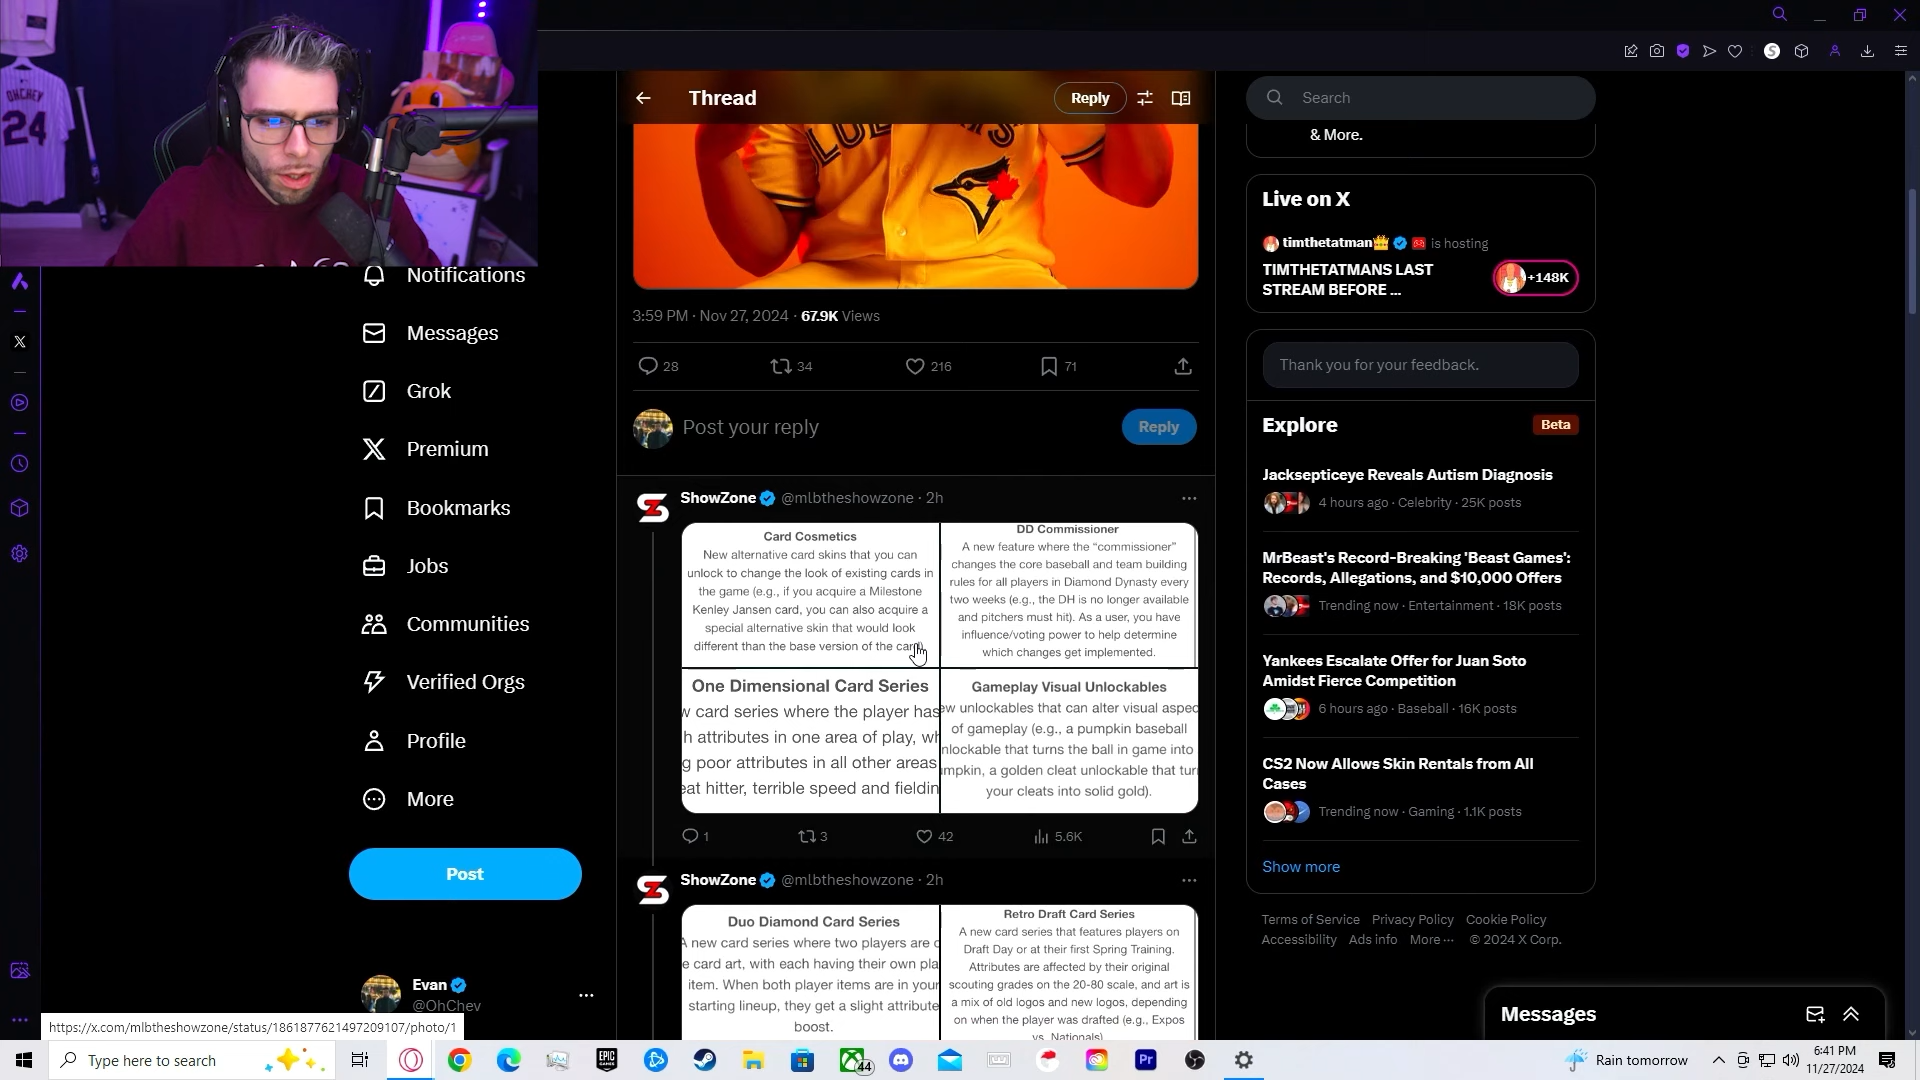 OHCHEY
24
Thread
Reply
Search
& More.
Live on X
timthetatman is hosting
TIMTHETATMANS LAST
STREAM BEFORE ...
+148K
3:59 PM · Nov 27, 2024 · 67.9K Views
28
34
216
71
Thank you for your feedback.
Post your reply
Reply
Explore
Beta
Jacksepticeye Reveals Autism Diagnosis
4 hours ago · Celebrity · 25K posts
MrBeast's Record-Breaking 'Beast Games':
Records, Allegations, and $10,000 Offers
Trending now · Entertainment · 18K posts
Yankees Escalate Offer for Juan Soto
Amidst Fierce Competition
6 hours ago · Baseball · 16K posts
CS2 Now Allows Skin Rentals from All
Cases
Trending now · Gaming · 1.1K posts
Show more
Terms of Service Privacy Policy Cookie Policy
Accessibility Ads info More ··· © 2024 X Corp.
Notifications
Messages
Grok
Premium
Bookmarks
Jobs
Communities
Verified Orgs
Profile
More
Post
Evan
@OhChev
ShowZone @mlbtheshowzone · 2h
Card Cosmetics
New alternative card skins that you can
unlock to change the look of existing cards in
the game (e.g., if you acquire a Milestone
Kenley Jansen card, you can also acquire a
special alternative skin that would look
different than the base version of the card).
DD Commissioner
A new feature where the “commissioner”
changes the core baseball and team building
rules for all players in Diamond Dynasty every
two weeks (e.g., the DH is no longer available
and pitchers must hit). As a user, you have
influence/voting power to help determine
which changes get implemented.
One Dimensional Card Series
w card series where the player has
h attributes in one area of play, wh
g poor attributes in all other areas
eat hitter, terrible speed and fieldin
Gameplay Visual Unlockables
ew unlockables that can alter visual aspec
of gameplay (e.g., a pumpkin baseball
nlockable that turns the ball in game into
umpkin, a golden cleat unlockable that turn
your cleats into solid gold).
1
3
42
5.6K
ShowZone @mlbtheshowzone · 2h
Duo Diamond Card Series
A new card series where two players are o
e card art, with each having their own pla
item. When both player items are in your
starting lineup, they get a slight attribute
boost.
Retro Draft Card Series
A new card series that features players on
Draft Day or at their first Spring Training.
Attributes are affected by their original
scouting grades on the 20-80 scale, and art is
a mix of old logos and new logos, depending
on when the player was drafted (e.g., Expos
vs. Nationals)
Messages
https://x.com/mlbtheshowzone/status/1861877621497209107/photo/1
Type here to search
44
Rain tomorrow
6:41 PM
11/27/2024